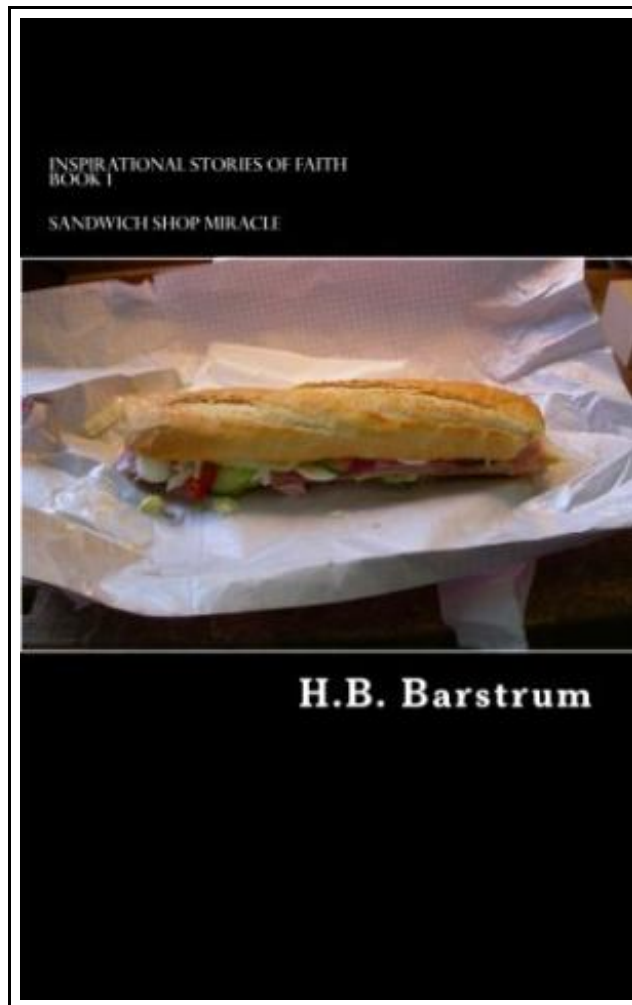 INSPIRATIONAL STORIES OF FAITH
BOOK 1
SANDWICH SHOP MIRACLE
H.B. Barstrum